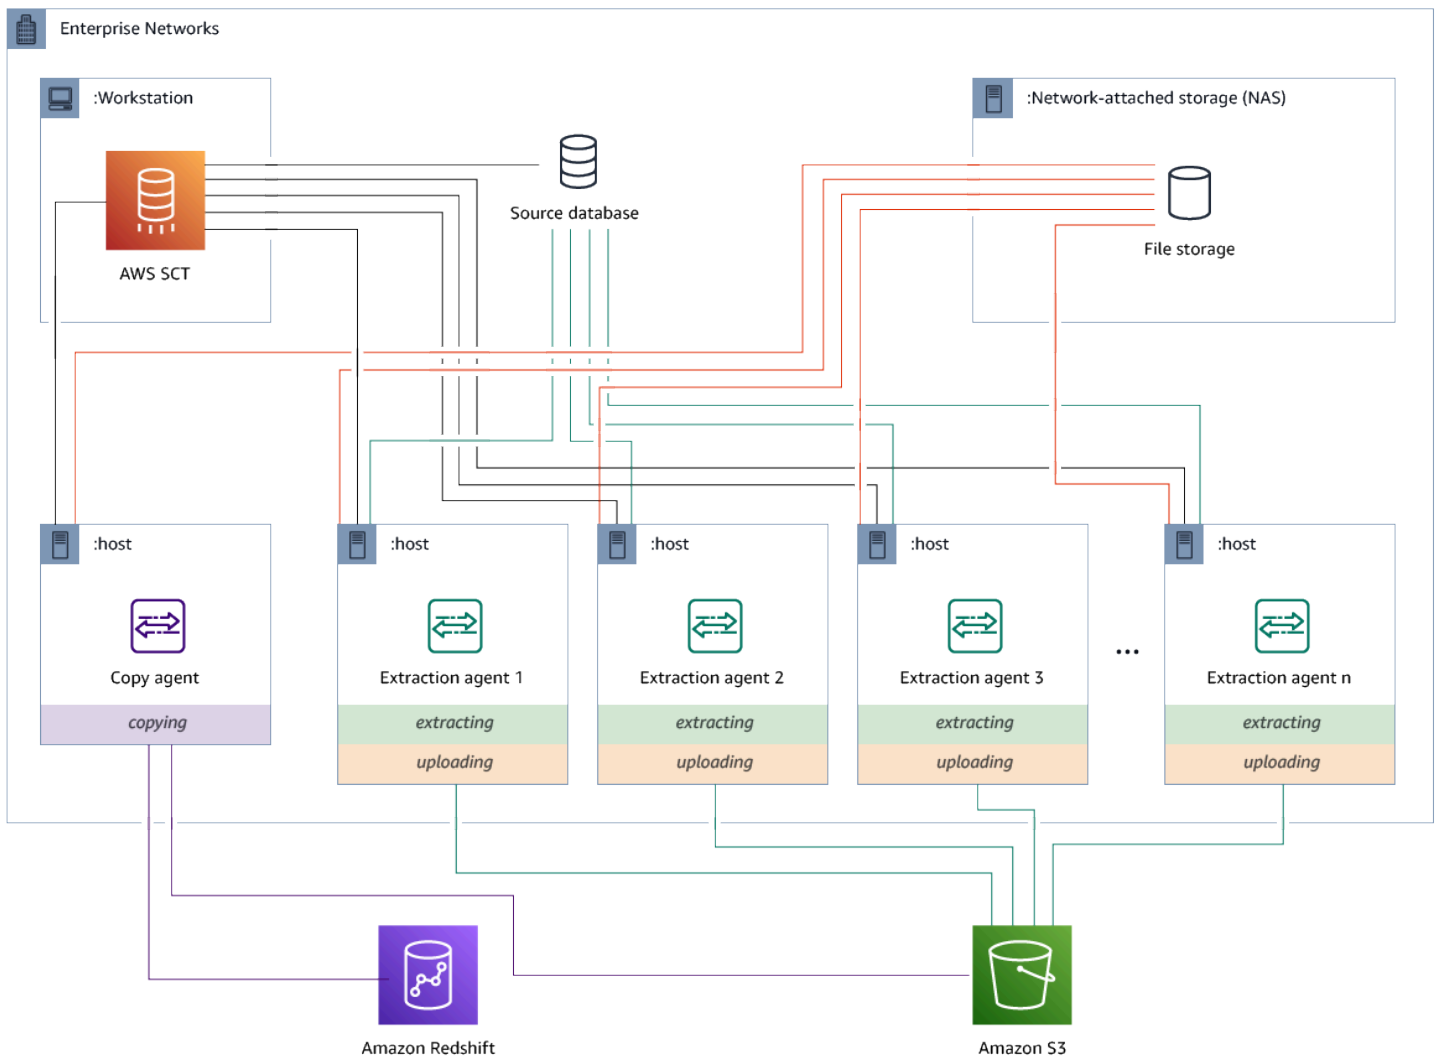 Enterprise Networks
:Workstation
:Network-attached storage (NAS)
Source database
File storage
AWS SCT
:host
:host
:host
:host
:host
Copy agent
Extraction agent 1
Extraction agent 2
Extraction agent 3
...
Extraction agent n
copying
extracting
extracting
extracting
extracting
uploading
uploading
uploading
uploading
Amazon Redshift
Amazon S3